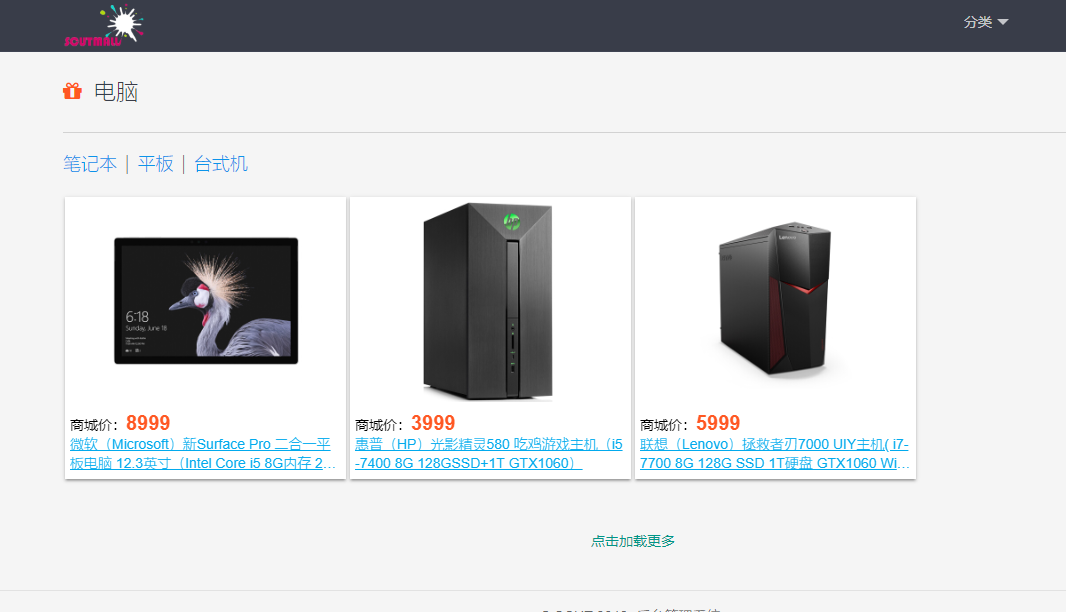 SOUYMALL
分类
电脑
笔记本 | 平板 | 台式机
6:18
Sunday, June 18
商城价：8999
微软（Microsoft）新Surface Pro 二合一平
板电脑 12.3英寸（Intel Core i5 8G内存 2...
商城价：3999
惠普（HP）光影精灵580 吃鸡游戏主机（i5
-7400 8G 128GSSD+1T GTX1060）
Lenovo
商城价：5999
联想（Lenovo）拯救者刃7000 UIY主机( i7-
7700 8G 128G SSD 1T硬盘 GTX1060 Wi...
点击加载更多